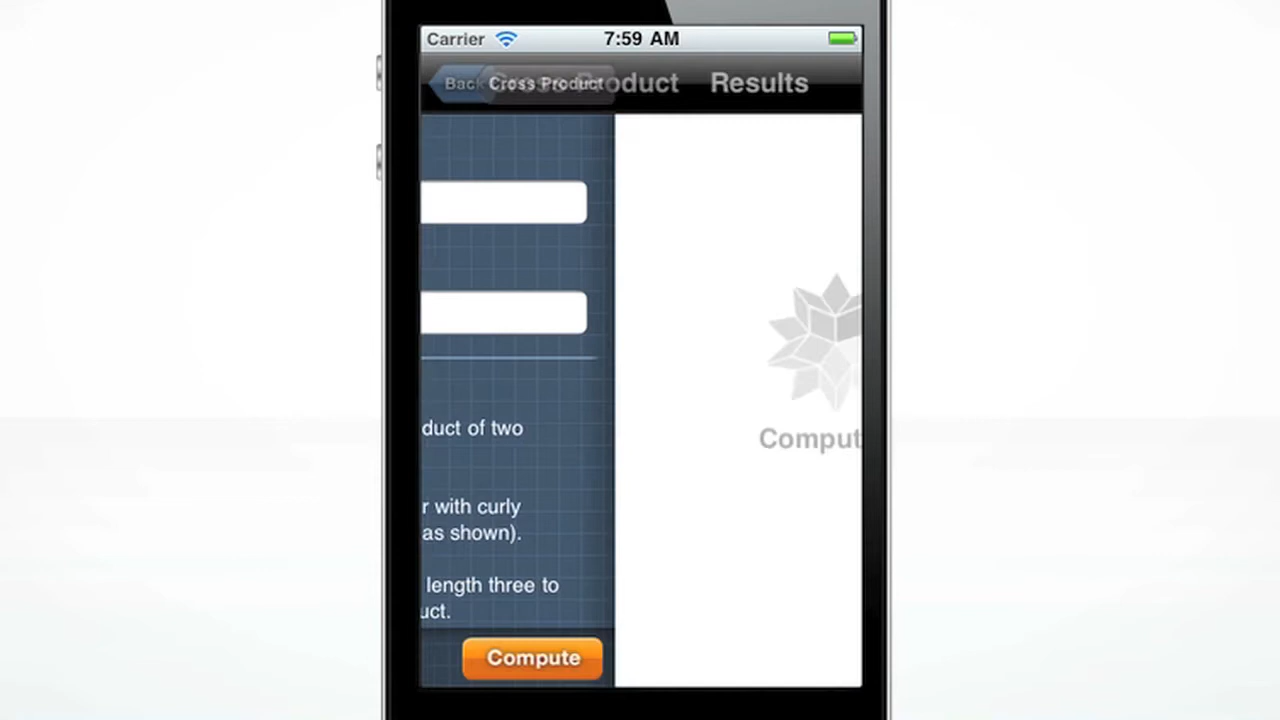 Carrier 7:59 AM
Back Cross Product Cross Product Results
duct of two
r with curly
as shown).
length three to
uct.
Comput
Compute